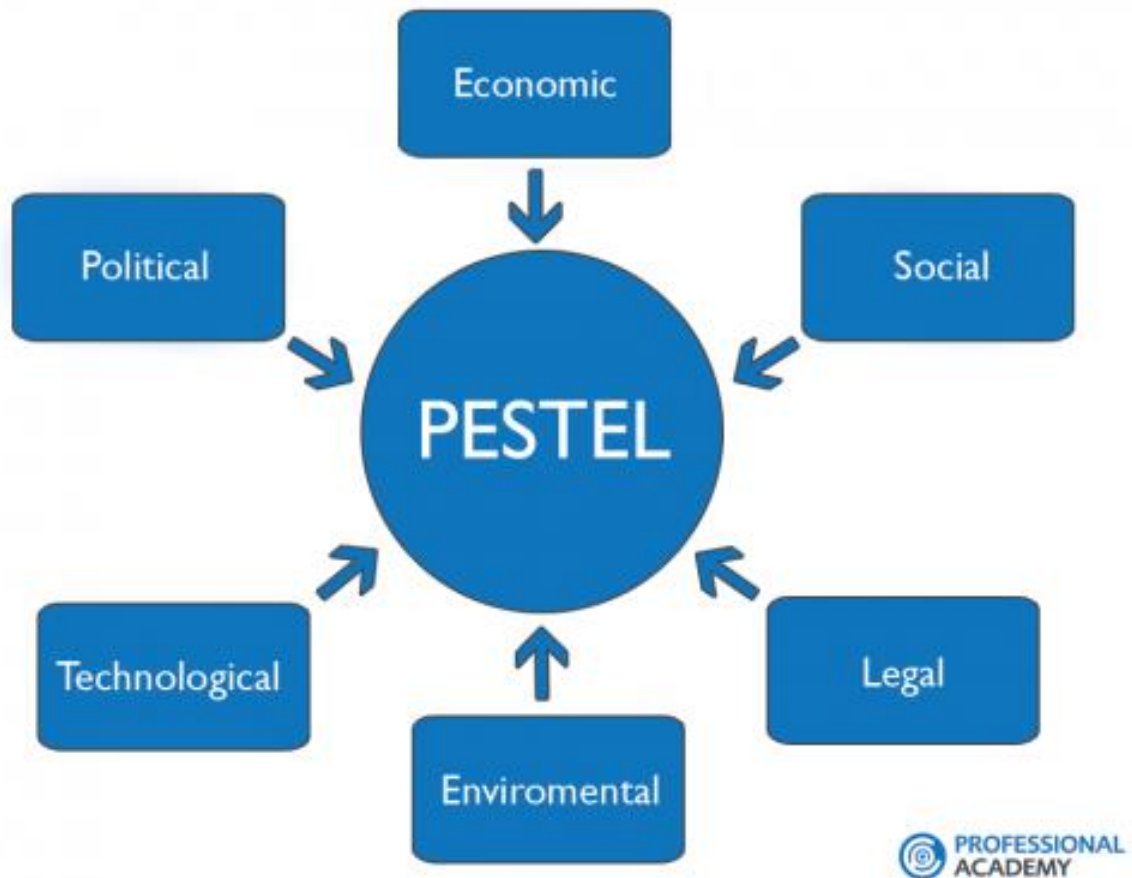 Economic
Political
Social
PESTEL
Technological
Legal
Enviromental
PROFESSIONAL
ACADEMY